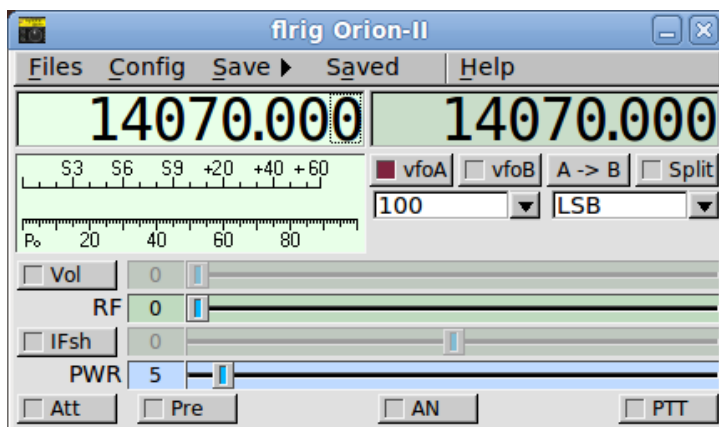 flrig Orion-II
Files Config Save Saved Help
14070.000 14070.000
S3 S6 S9 +20 +40 +60
vfoA vfoB A -> B Split
100 LSB
Po 20 40 60 80
Vol 0
RF 0
IFsh 0
PWR 5
Att Pre AN PTT